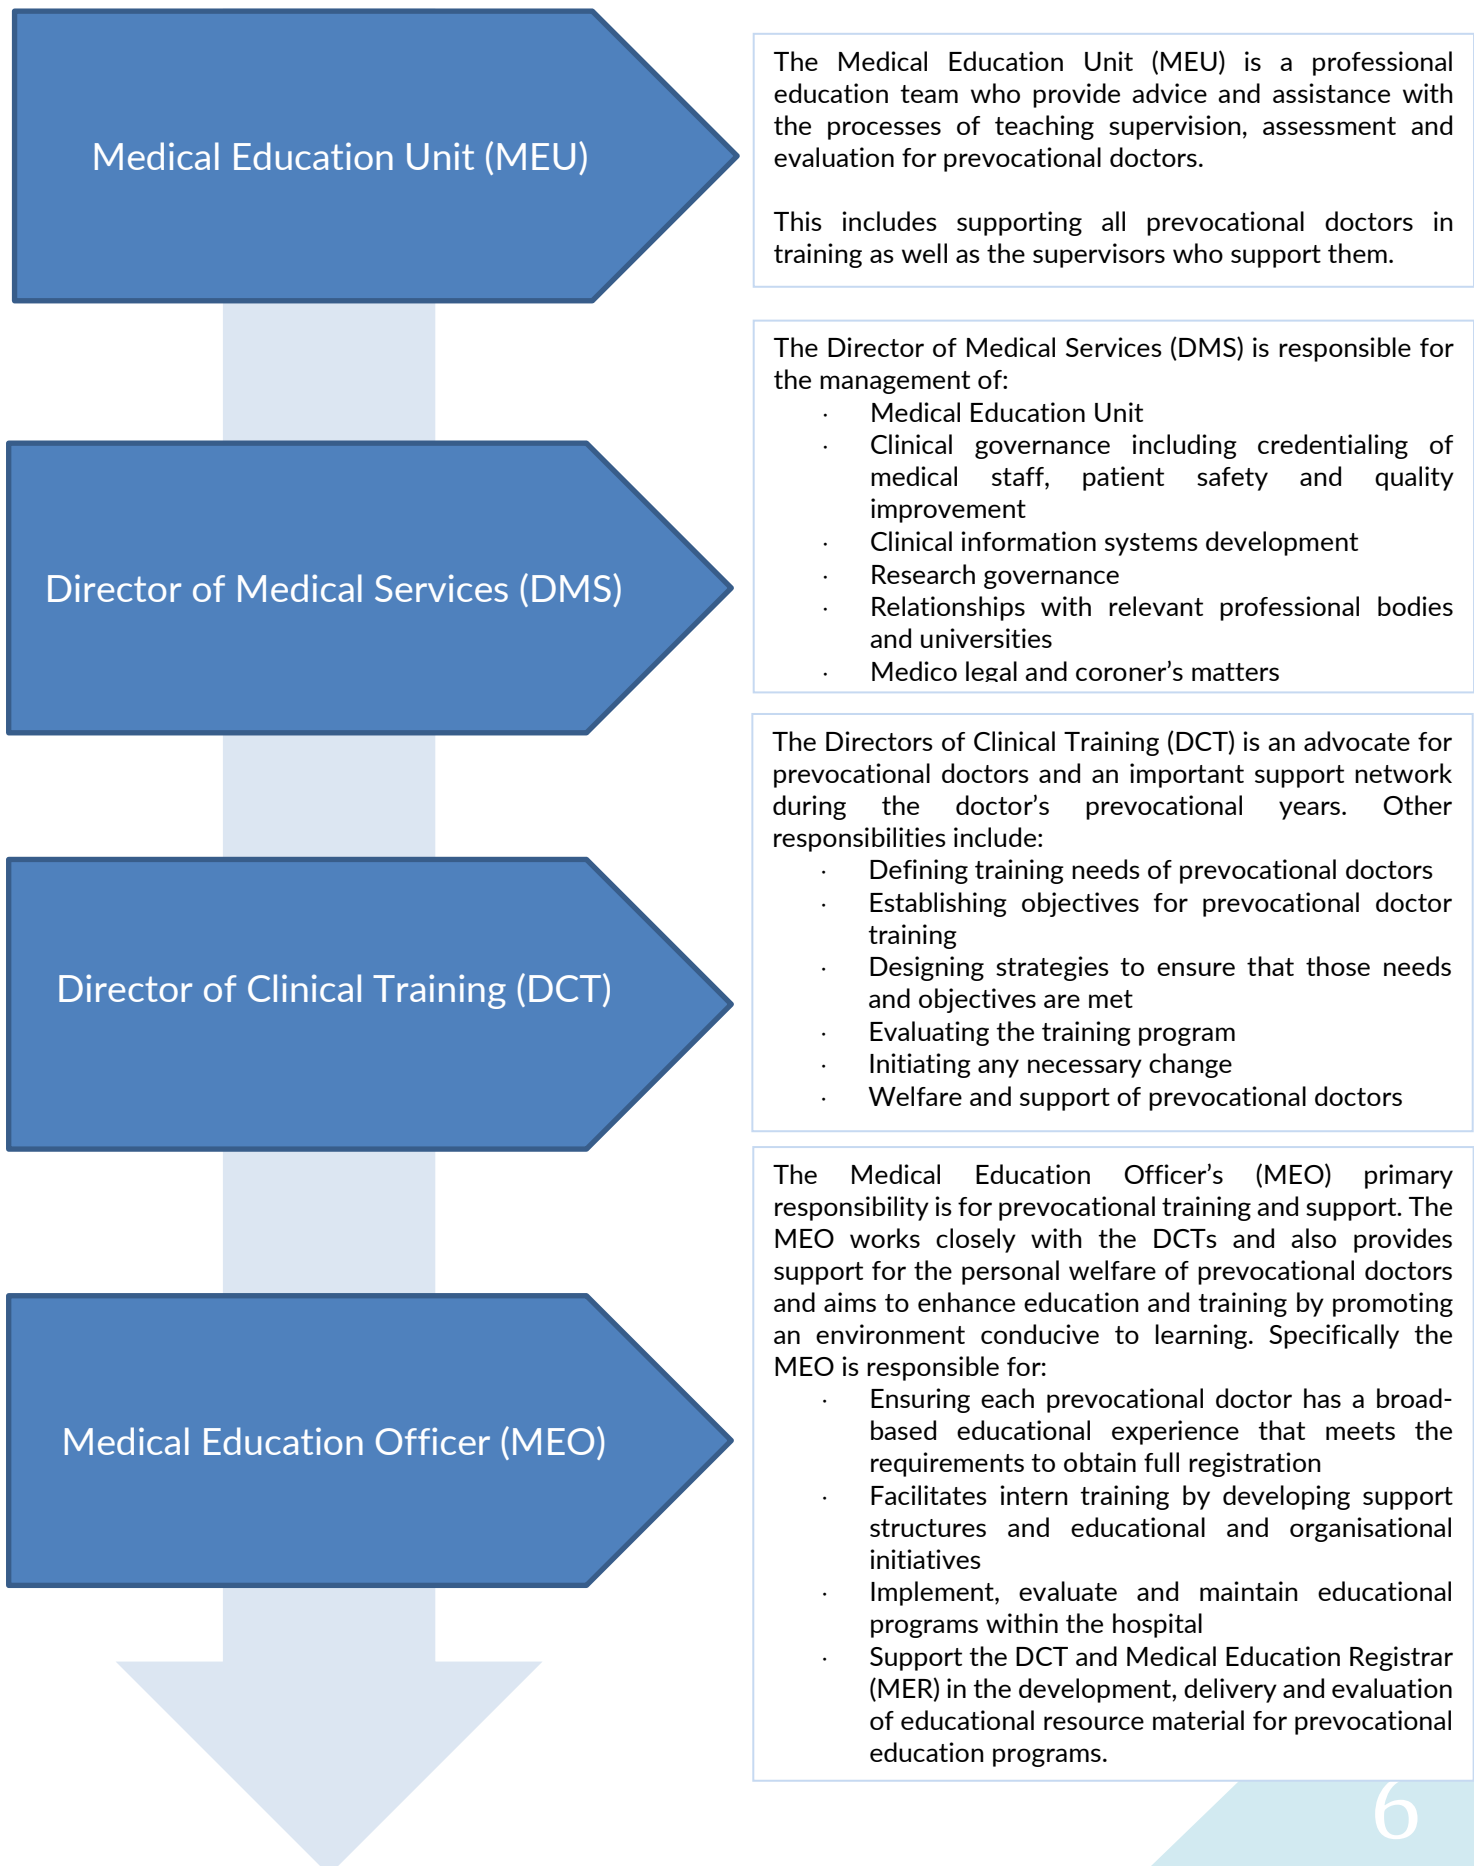 Medical Education Unit (MEU)
The Medical Education Unit (MEU) is a professional
education team who provide advice and assistance with
the processes of teaching supervision, assessment and
evaluation for prevocational doctors.
This includes supporting all prevocational doctors in
training as well as the supervisors who support them.
Director of Medical Services (DMS)
The Director of Medical Services (DMS) is responsible for
the management of:
· Medical Education Unit
· Clinical governance including credentialing of
medical staff, patient safety and quality
improvement
· Clinical information systems development
· Research governance
· Relationships with relevant professional bodies
and universities
· Medico legal and coroner’s matters
Director of Clinical Training (DCT)
The Directors of Clinical Training (DCT) is an advocate for
prevocational doctors and an important support network
during the doctor’s prevocational years. Other
responsibilities include:
· Defining training needs of prevocational doctors
· Establishing objectives for prevocational doctor
training
· Designing strategies to ensure that those needs
and objectives are met
· Evaluating the training program
· Initiating any necessary change
· Welfare and support of prevocational doctors
Medical Education Officer (MEO)
The Medical Education Officer’s (MEO) primary
responsibility is for prevocational training and support. The
MEO works closely with the DCTs and also provides
support for the personal welfare of prevocational doctors
and aims to enhance education and training by promoting
an environment conducive to learning. Specifically the
MEO is responsible for:
· Ensuring each prevocational doctor has a broad-
based educational experience that meets the
requirements to obtain full registration
· Facilitates intern training by developing support
structures and educational and organisational
initiatives
· Implement, evaluate and maintain educational
programs within the hospital
· Support the DCT and Medical Education Registrar
(MER) in the development, delivery and evaluation
of educational resource material for prevocational
education programs.
6